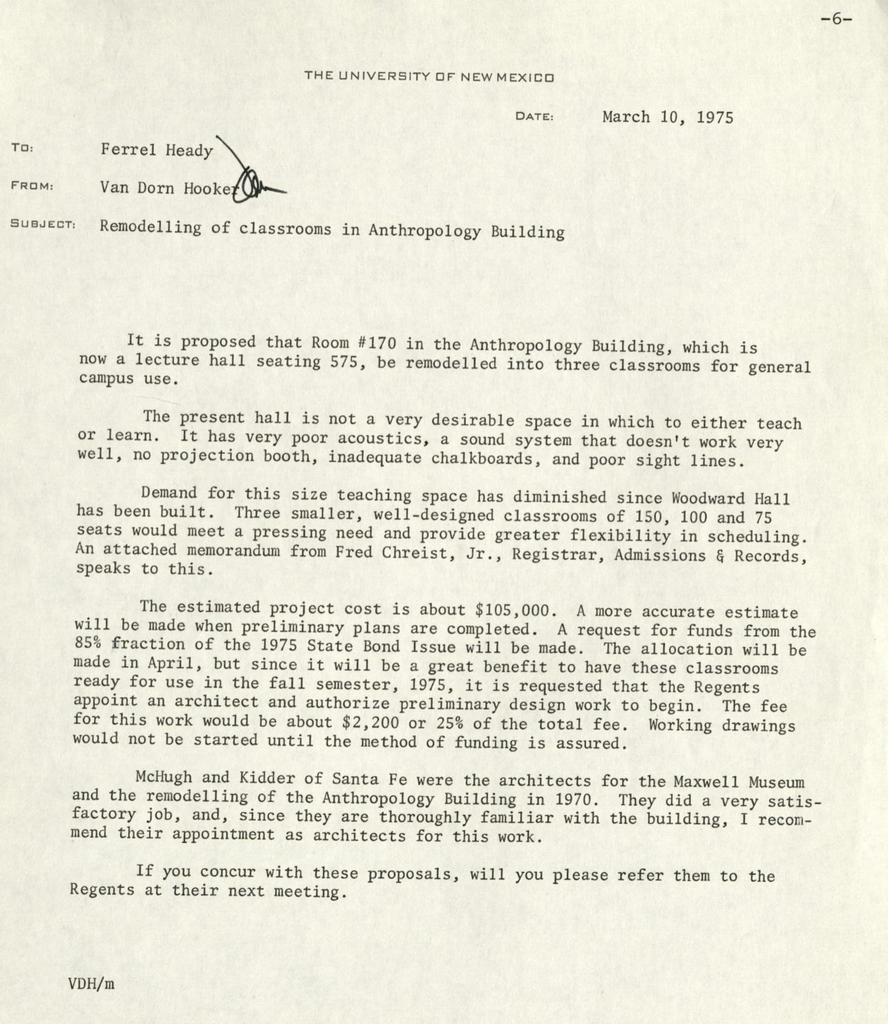 -6-
THE UNIVERSITY OF NEW MEXICO
DATE: March 10, 1975
TO: Ferrel Heady
FROM: Van Dorn Hooker
SUBJECT: Remodelling of classrooms in Anthropology Building
It is proposed that Room #170 in the Anthropology Building, which is
now a lecture hall seating 575, be remodelled into three classrooms for general
campus use.
The present hall is not a very desirable space in which to either teach
or learn. It has very poor acoustics, a sound system that doesn't work very
well, no projection booth, inadequate chalkboards, and poor sight lines.
Demand for this size teaching space has diminished since Woodward Hall
has been built. Three smaller, well-designed classrooms of 150, 100 and 75
seats would meet a pressing need and provide greater flexibility in scheduling.
An attached memorandum from Fred Chreist, Jr., Registrar, Admissions & Records,
speaks to this.
The estimated project cost is about $105,000. A more accurate estimate
will be made when preliminary plans are completed. A request for funds from the
85% fraction of the 1975 State Bond Issue will be made. The allocation will be
made in April, but since it will be a great benefit to have these classrooms
ready for use in the fall semester, 1975, it is requested that the Regents
appoint an architect and authorize preliminary design work to begin. The fee
for this work would be about $2,200 or 25% of the total fee. Working drawings
would not be started until the method of funding is assured.
McHugh and Kidder of Santa Fe were the architects for the Maxwell Museum
and the remodelling of the Anthropology Building in 1970. They did a very satis-
factory job, and, since they are thoroughly familiar with the building, I recom-
mend their appointment as architects for this work.
If you concur with these proposals, will you please refer them to the
Regents at their next meeting.
VDH/m